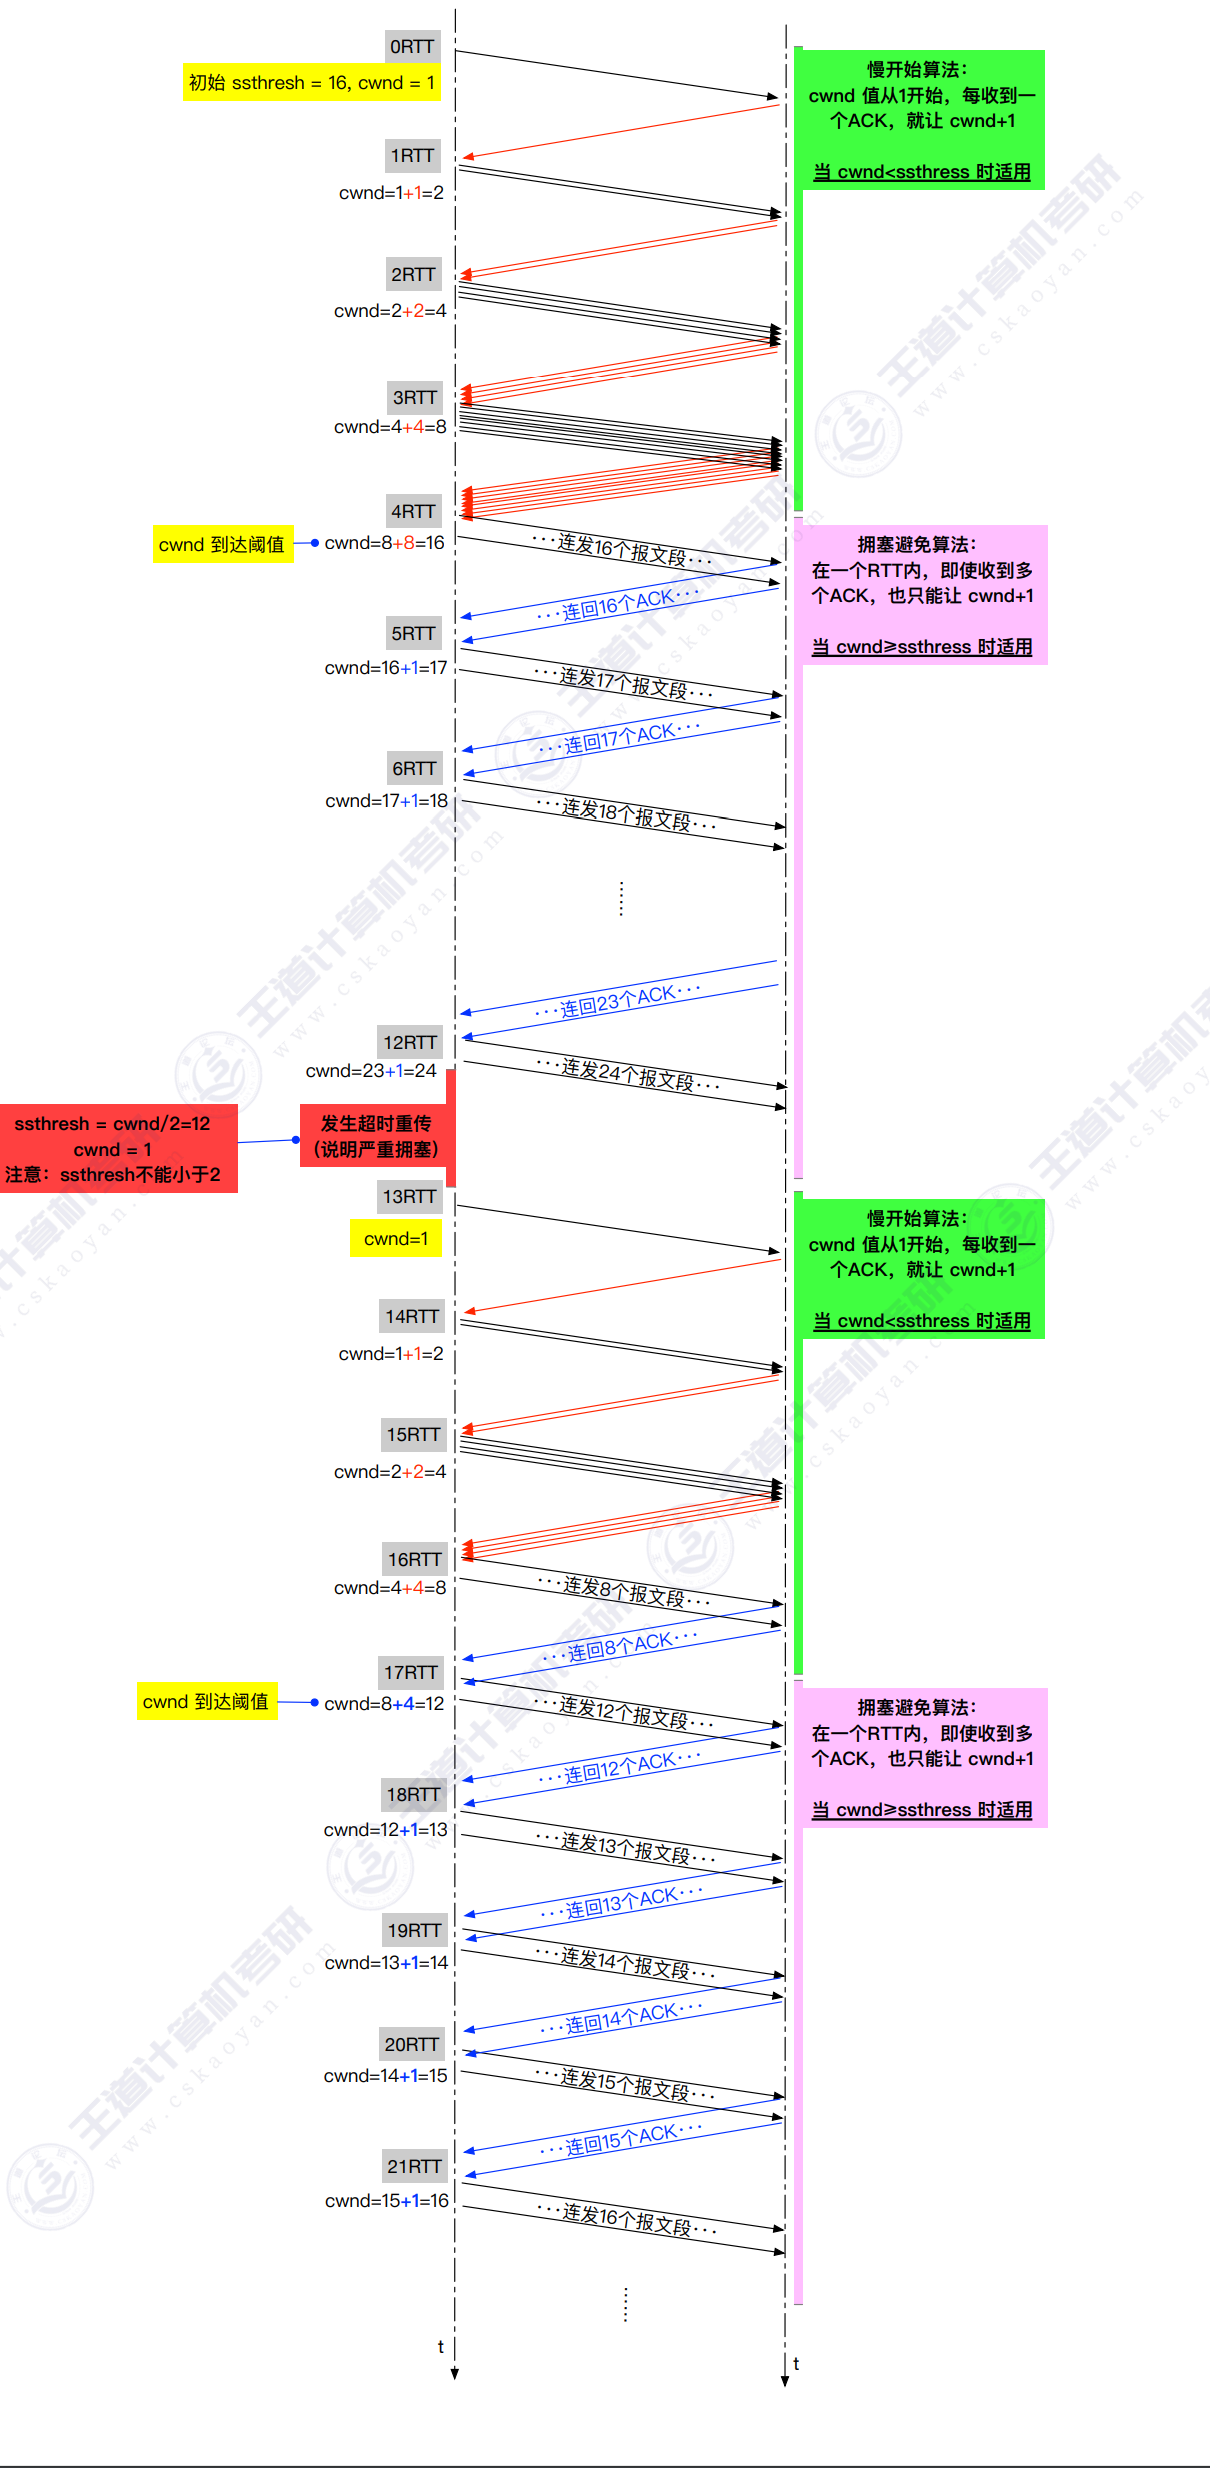 0RTT
初始 ssthresh = 16, cwnd = 1
慢开始算法：
cwnd 值从1开始，每收到一
个ACK，就让 cwnd+1
当 cwnd<ssthress 时适用
1RTT
cwnd=1+1=2
2RTT
cwnd=2+2=4
3RTT
cwnd=4+4=8
4RTT
cwnd 到达阈值
cwnd=8+8=16
···连发16个报文段···
拥塞避免算法：
在一个RTT内，即使收到多
个ACK，也只能让 cwnd+1
当 cwnd≥ssthress 时适用
···连回16个ACK···
5RTT
cwnd=16+1=17
···连发17个报文段···
···连回17个ACK···
6RTT
cwnd=17+1=18
···连发18个报文段···
······
···连回23个ACK···
12RTT
cwnd=23+1=24
···连发24个报文段···
ssthresh = cwnd/2=12
cwnd = 1
注意：ssthresh不能小于2
发生超时重传
（说明严重拥塞）
13RTT
cwnd=1
慢开始算法：
cwnd 值从1开始，每收到一
个ACK，就让 cwnd+1
当 cwnd<ssthress 时适用
14RTT
cwnd=1+1=2
15RTT
cwnd=2+2=4
16RTT
cwnd=4+4=8
···连发8个报文段···
···连回8个ACK···
17RTT
cwnd 到达阈值
cwnd=8+4=12
···连发12个报文段···
拥塞避免算法：
在一个RTT内，即使收到多
个ACK，也只能让 cwnd+1
当 cwnd≥ssthress 时适用
···连回12个ACK···
18RTT
cwnd=12+1=13
···连发13个报文段···
···连回13个ACK···
19RTT
cwnd=13+1=14
···连发14个报文段···
···连回14个ACK···
20RTT
cwnd=14+1=15
···连发15个报文段···
···连回15个ACK···
21RTT
cwnd=15+1=16
···连发16个报文段···
······
t
t
王道计算机考研
www.cskaoyan.com